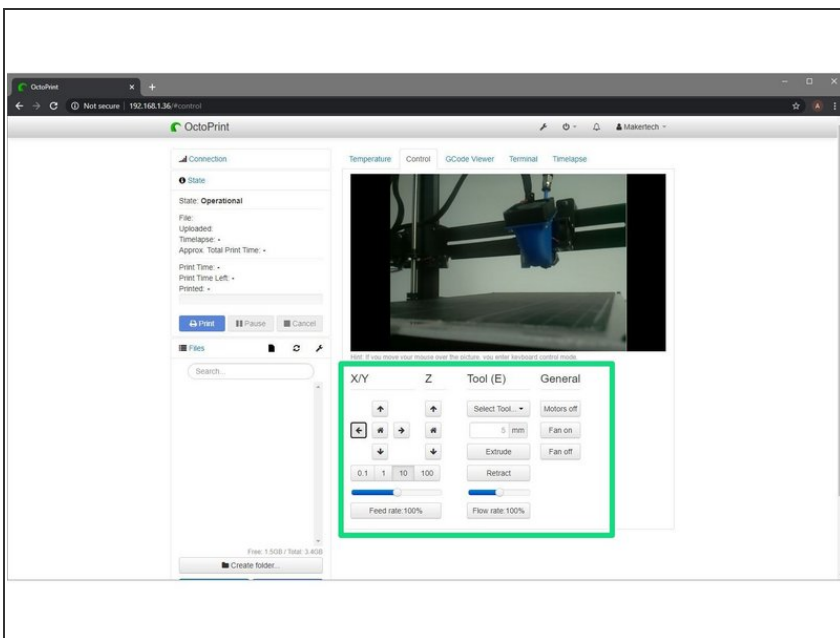 OctoPrint
Not secure | 192.168.1.36/#control
OctoPrint
Makertech
Connection
State
State: Operational
File:
Uploaded:
Timelapse: -
Approx. Total Print Time: -
Print Time: -
Print Time Left: -
Printed: -
Print Pause Cancel
Files
Search...
Free: 1.5GB / Total: 3.4GB
Create folder...
Temperature Control GCode Viewer Terminal Timelapse
Hint: If you move your mouse over the picture, you enter keyboard control mode.
X/Y Z Tool (E) General
Select Tool... Motors off
5 mm Fan on
Extrude Fan off
0.1 1 10 100 Retract
Feed rate:100% Flow rate:100%